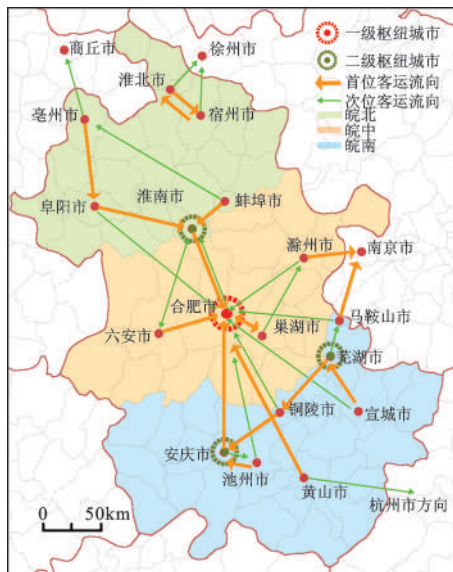 商丘市
徐州市
一级枢纽城市
淮北市
二级枢纽城市
首位客运流向
亳州市
宿州市
次位客运流向
皖北
皖中
皖南
淮南市
蚌埠市
阜阳市
滁州市
南京市
合肥市
马鞍山市
六安市
巢湖市
芜湖市
铜陵市
宣城市
安庆市
池州市
黄山市
杭州市方向
0 50km